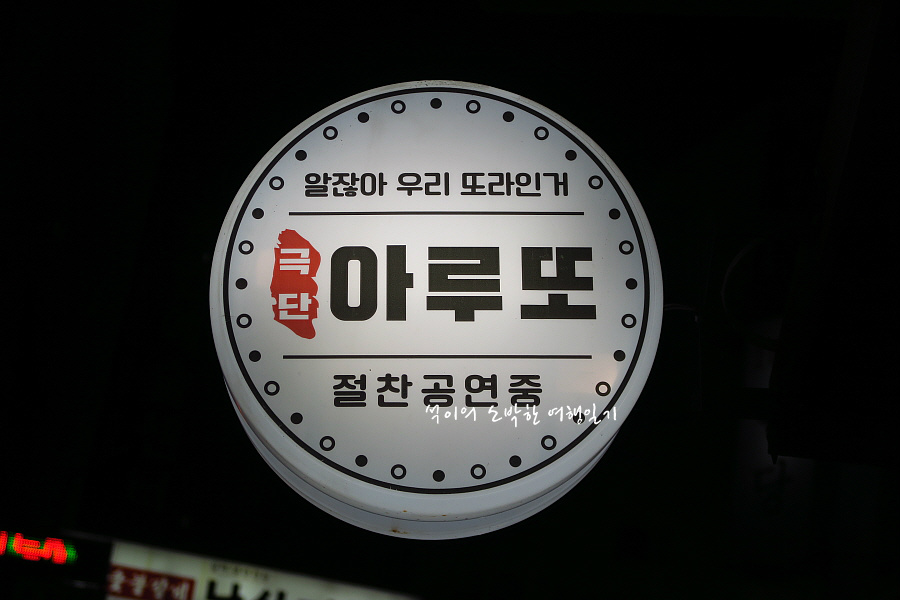 알잖아 우리 또라인거
극단 아루또
절찬공연중
석이의 소박한 여행일기